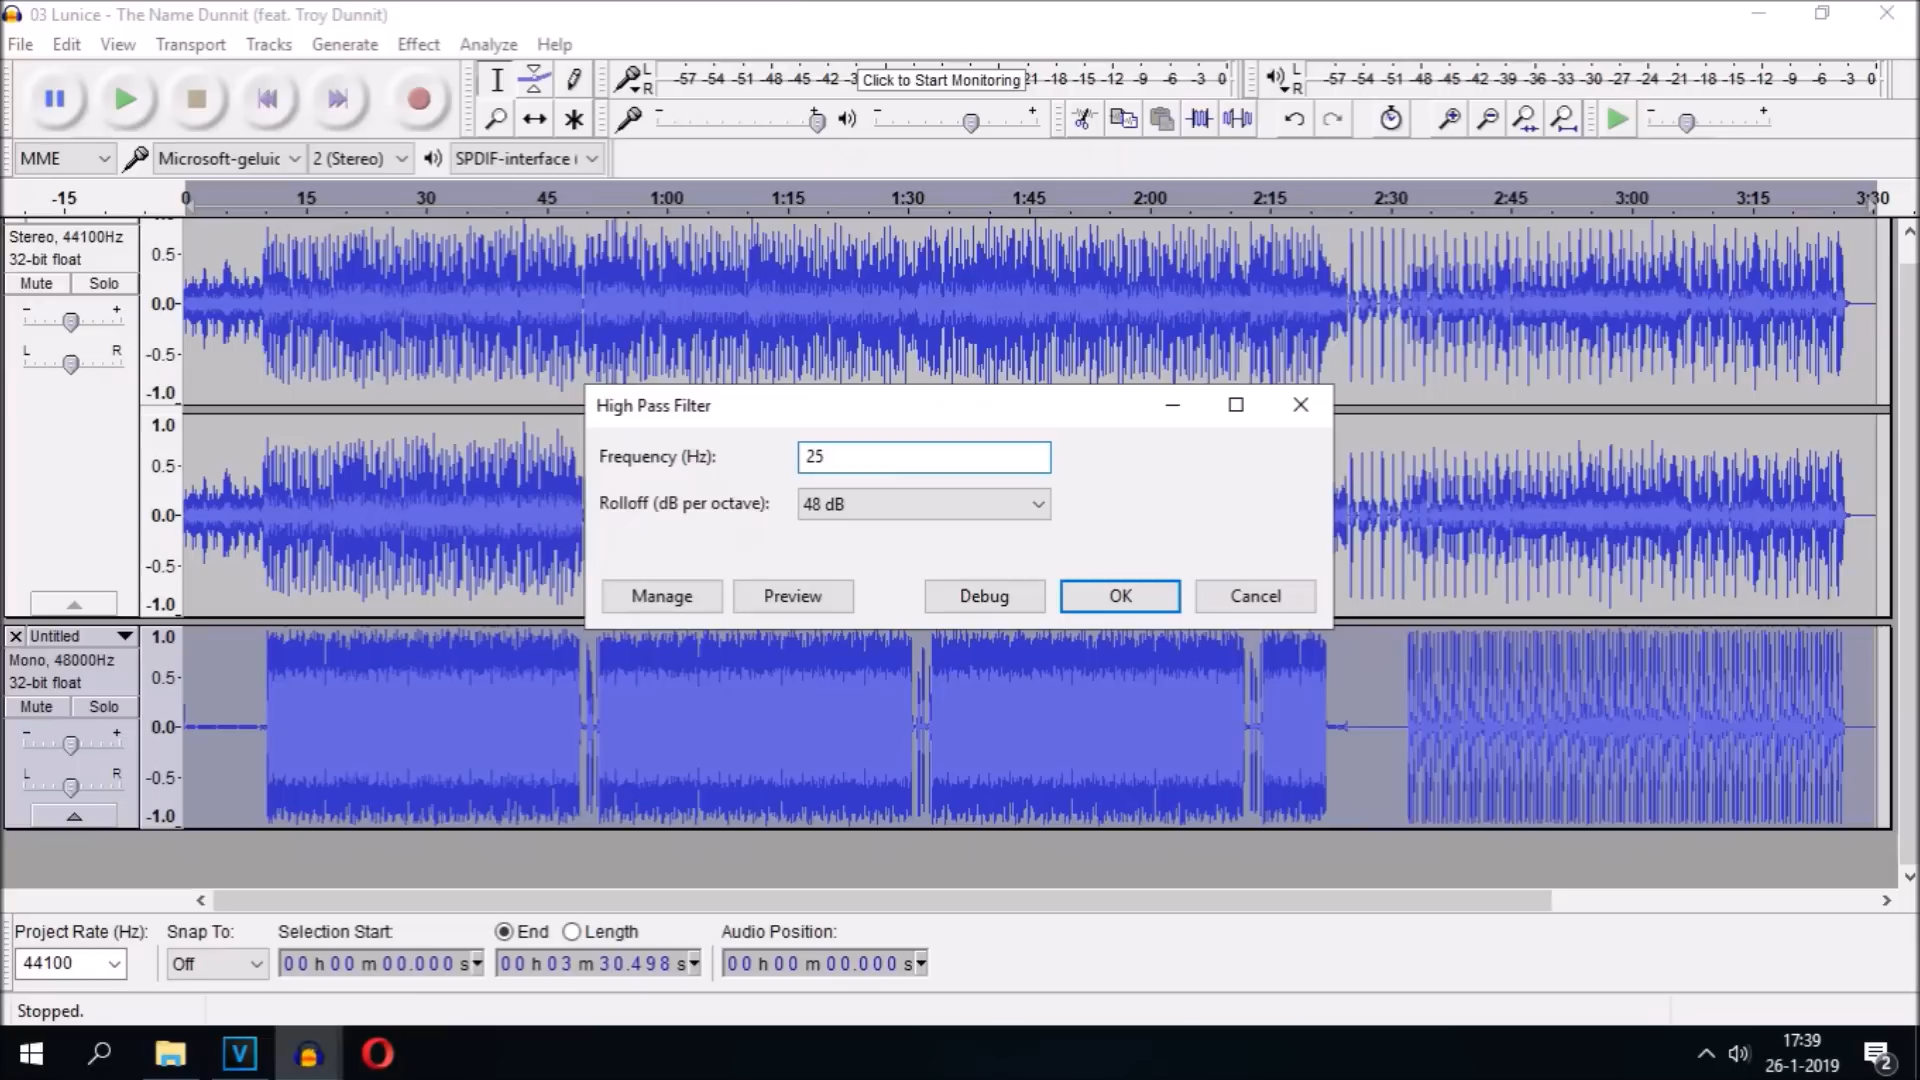 03 Lunice - The Name Dunnit (feat. Troy Dunnit)
File Edit View Transport Tracks Generate Effect Analyze Help
L R -57 -54 -51 -48 -45 -42 -3 Click to Start Monitoring 21 -18 -15 -12 -9 -6 -3 0 L R -57 -54 -51 -48 -45 -42 -39 -36 -33 -30 -27 -24 -21 -18 -15 -12 -9 -6 -3 0
- + - + - +
MME Microsoft-geluic 2 (Stereo) SPDIF-interface
-15 0 15 30 45 1:00 1:15 1:30 1:45 2:00 2:15 2:30 2:45 3:00 3:15 3:30
Stereo, 44100Hz
32-bit float
Mute Solo
- +
L R
0.5
0.0
-0.5
-1.0
1.0
0.5
0.0
-0.5
-1.0
High Pass Filter
Frequency (Hz): 25
Rolloff (dB per octave): 48 dB
Manage Preview Debug OK Cancel
Untitled
Mono, 48000Hz
32-bit float
Mute Solo
- +
L R
1.0
0.5
0.0
-0.5
-1.0
Project Rate (Hz): Snap To: Selection Start: End Length Audio Position:
44100 Off 00 h 00 m 00.000 s 00 h 03 m 30.498 s 00 h 00 m 00.000 s
Stopped.
V
17:39
26-1-2019
2